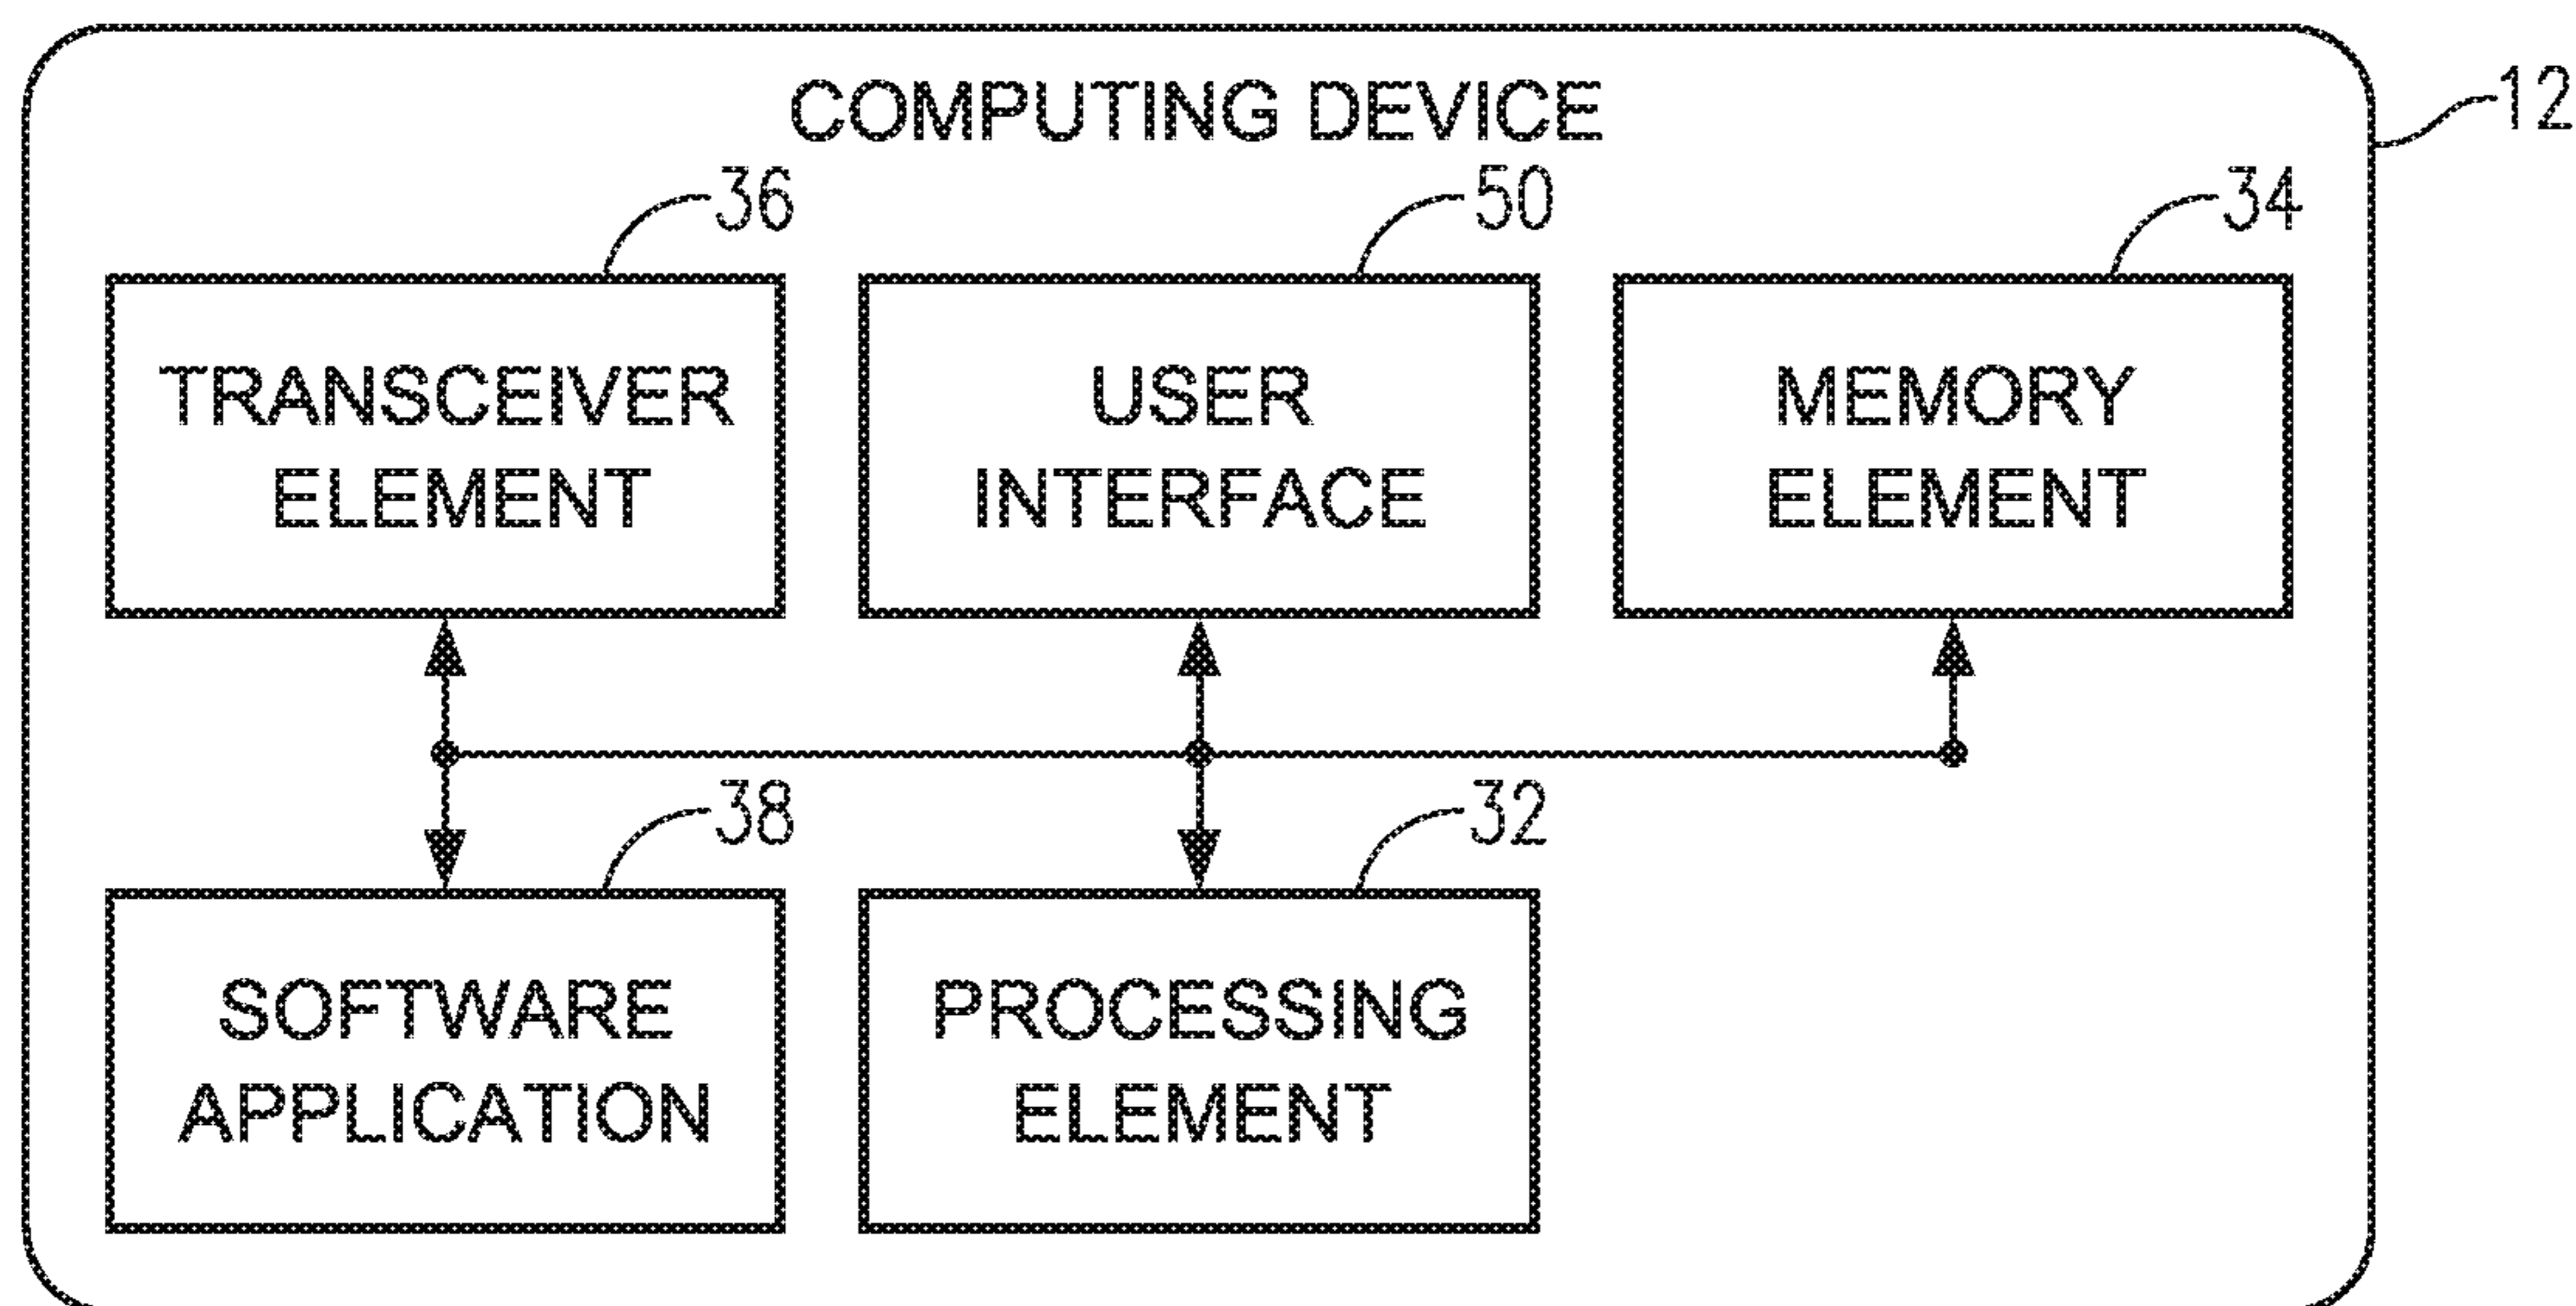 COMPUTING DEVICE
12
36
50
34
TRANSCEIVER
ELEMENT
USER
INTERFACE
MEMORY
ELEMENT
38
32
SOFTWARE
APPLICATION
PROCESSING
ELEMENT